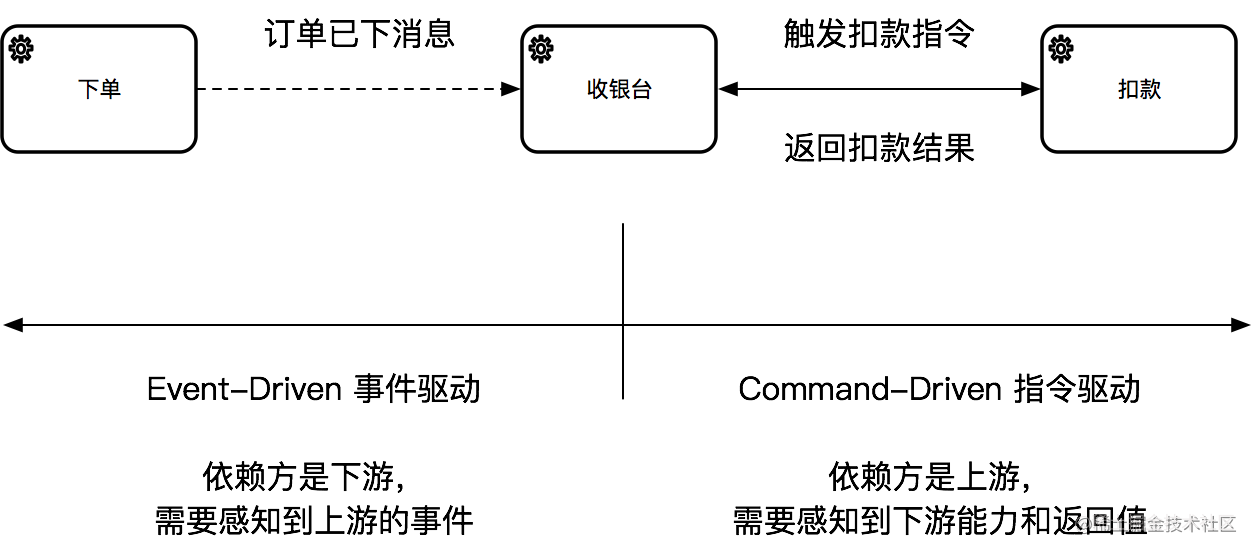 订单已下消息
触发扣款指令
下单
收银台
扣款
返回扣款结果
Event-Driven 事件驱动
Command-Driven 指令驱动
依赖方是下游，
需要感知到上游的事件
依赖方是上游，
需要感知到下游能力和返回值
@稀土掘金技术社区